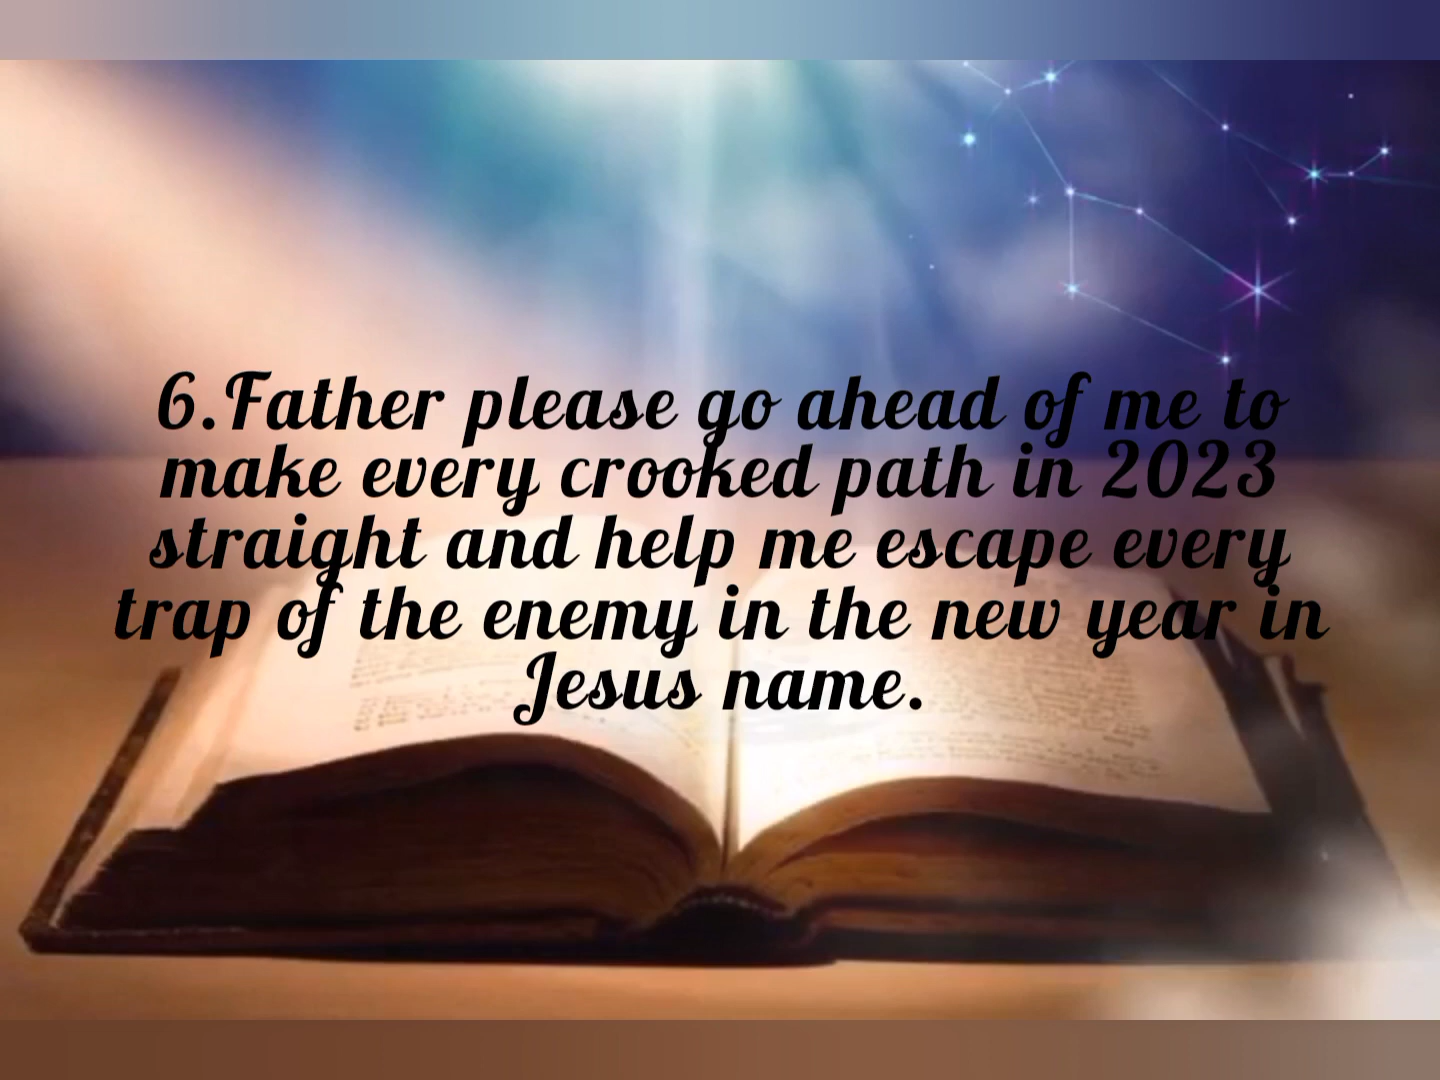 6.Father please go ahead of me to
make every crooked path in 2023
straight and help me escape every
trap of the enemy in the new year in
Jesus name.